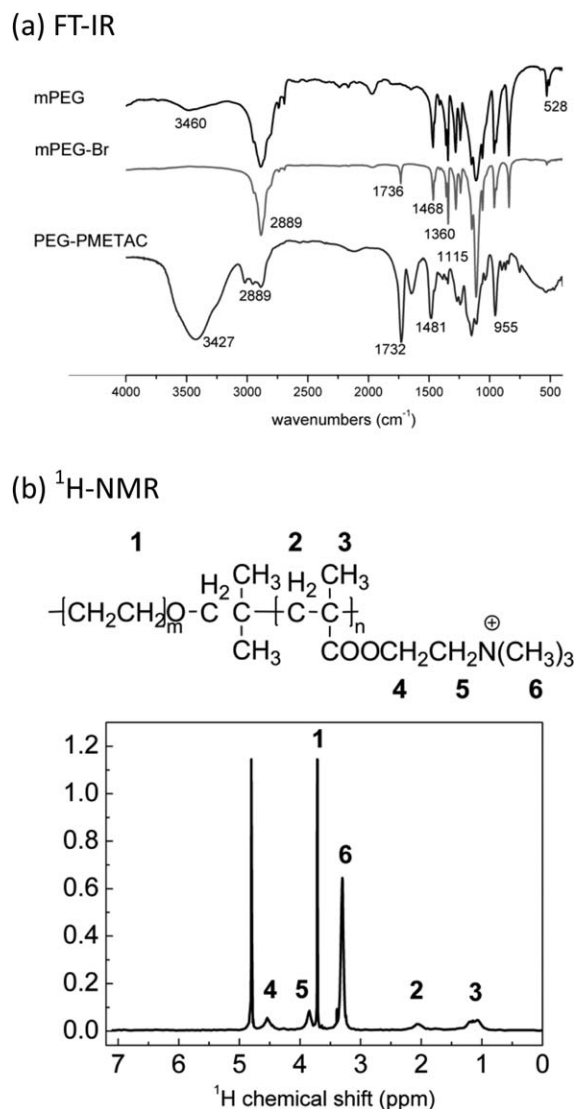 (a) FT-IR
mPEG
3460
528
mPEG-Br
1736
1468
2889
1360
PEG-PMETAC
1115
2889
3427
1732
1481
955
4000 3500 3000 2500 2000 1500 1000 500
wavenumbers (cm⁻¹)
(b) ¹H-NMR
1 2 3
H₂ CH₃ H₂ CH₃
-[CH₂CH₂]ₘO-C-C-[C-C]ₙ
⊕
CH₃ COOCH₂CH₂N(CH₃)₃
4 5 6
1
1.2
1.0
0.8
6
0.6
0.4
0.2
4 5 2 3
0.0
7 6 5 4 3 2 1 0
¹H chemical shift (ppm)